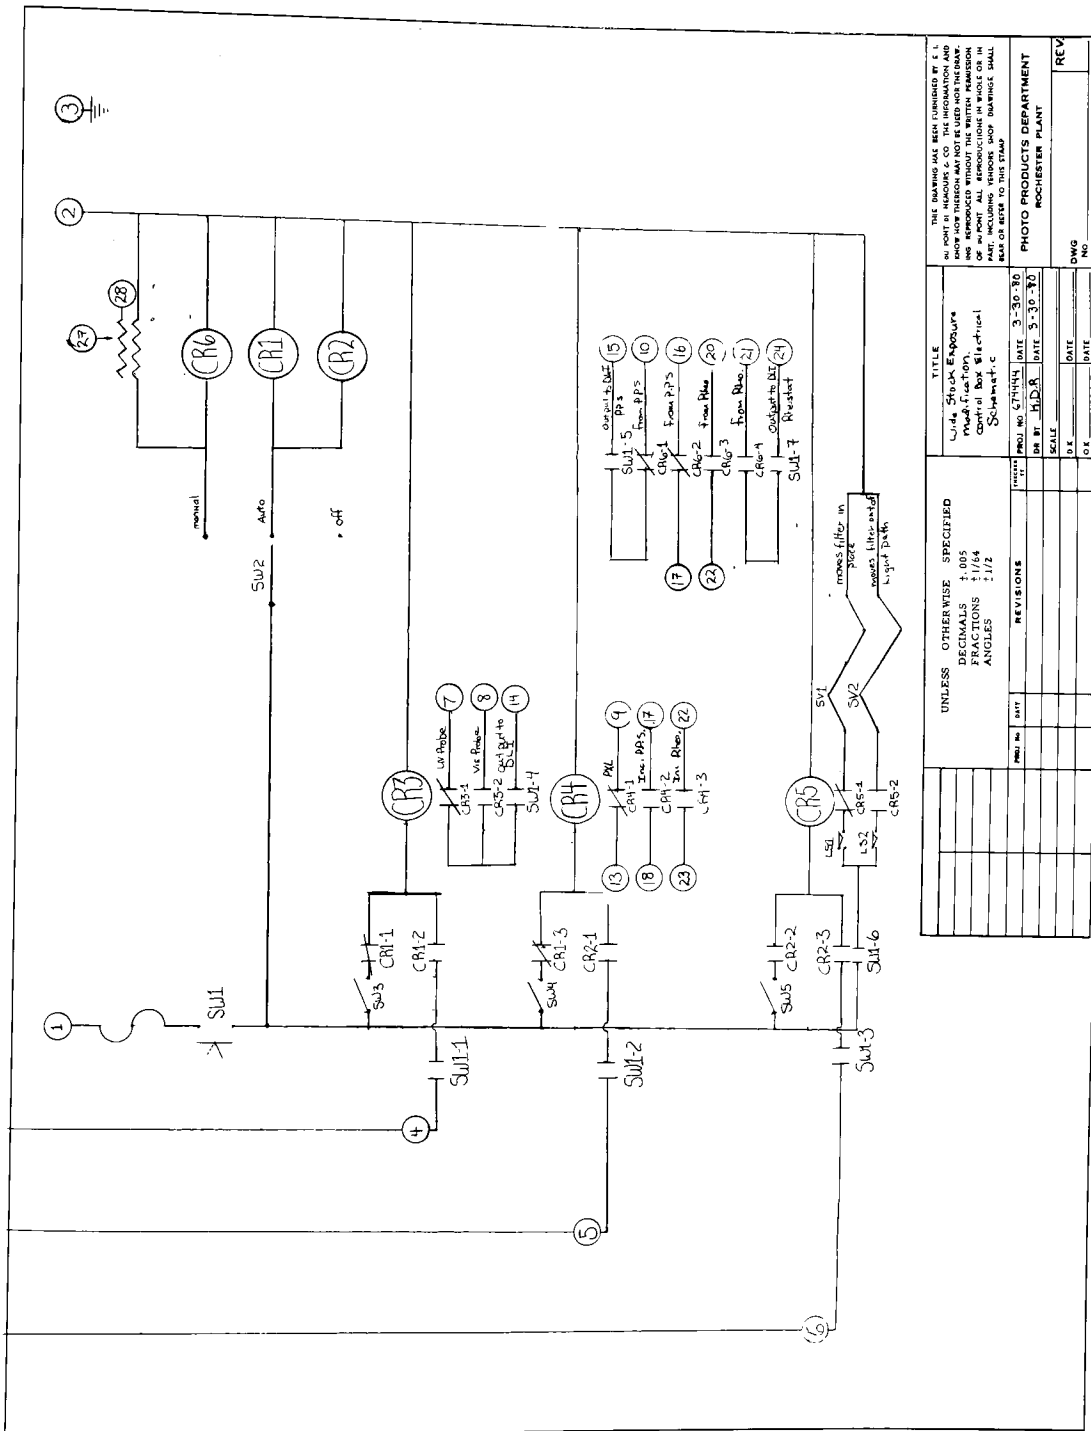 1
2
3
SW1
SW2
manual
Auto
off
27
28
CR6
CR1
CR2
4
SW1-1
SW3
CR1-1
CR1-2
CR3
UV Probe
7
CR3-1
Vis Probe
8
CR3-2
output to DLI
14
SW1-4
5
SW1-2
SW4
CR1-3
CR2-1
CR4
13
PXL
9
CR4-1
18
Inc. P.P.S.
17
CR4-2
23
Inc. Rheo.
22
CR4-3
Output to DLI
PPS
15
SW1-5
from PPS
10
CR6-1
17
from P.P.S
16
CR6-2
22
from Rheo
20
CR6-3
from Rheo.
21
CR6-4
Output to DLI
Rheostat
24
SW1-7
6
SW1-3
SW5
CR2-2
CR2-3
SW1-6
CR5
LS1
CR5-1
SV1
moves filter in
place
LS2
CR5-2
SV2
moves filter out of
Light path
UNLESS OTHERWISE SPECIFIED
DECIMALS ±.005
FRACTIONS ±1/64
ANGLES ±1/2
PROJ No DATE REVISIONS CHECKED BY
TITLE
Wide Stock Exposure
modification.
control Box Electrical
Schematic
PROJ NO 674444 DATE 3-30-80
DR BY K.D.R. DATE 3-30-80
SCALE
O.K. DATE
O.K. DATE
THIS DRAWING HAS BEEN FURNISHED BY E. I.
DU PONT DE NEMOURS & CO THE INFORMATION AND
KNOW HOW THEREON MAY NOT BE USED NOR THE DRAW-
ING REPRODUCED WITHOUT THE WRITTEN PERMISSION
OF DU PONT ALL REPRODUCTIONS IN WHOLE OR IN
PART, INCLUDING VENDORS SHOP DRAWINGS, SHALL
BEAR OR REFER TO THIS STAMP
PHOTO PRODUCTS DEPARTMENT
ROCHESTER PLANT
DWG
NO
REV.